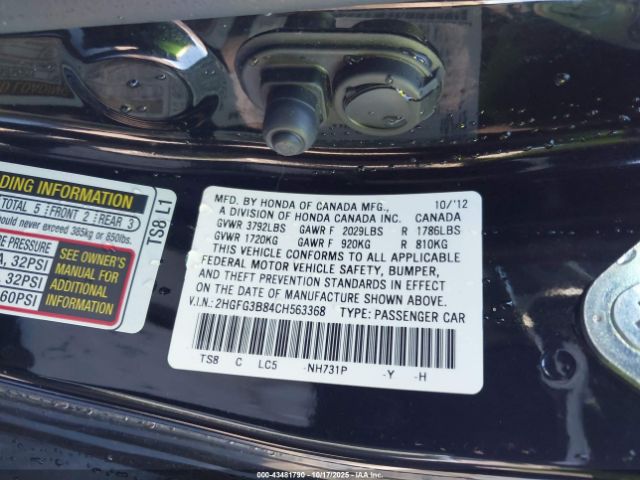 DING INFORMATION
TOTAL 5 FRONT 2 REAR 3
ould never exceed 385kg or 850lbs.
E PRESSURE
A, 32PSI
, 32PSI
60PSI
SEE OWNER'S
MANUAL FOR
ADDITIONAL
INFORMATION
TS8 L1
MFD. BY HONDA OF CANADA MFG., 10/'12
A DIVISION OF HONDA CANADA INC. CANADA
GVWR 3792LBS GAWR F 2029LBS R 1786LBS
GVWR 1720KG GAWR F 920KG R 810KG
THIS VEHICLE CONFORMS TO ALL APPLICABLE
FEDERAL MOTOR VEHICLE SAFETY, BUMPER,
AND THEFT PREVENTION STANDARDS IN EFFECT
ON THE DATE OF MANUFACTURE SHOWN ABOVE.
V.I.N.: 2HGFG3B84CH563368 TYPE: PASSENGER CAR
TS8 C LC5 -NH731P -Y -H
© IAA - 43481790 - 10/17/2025 - IAAI.COM